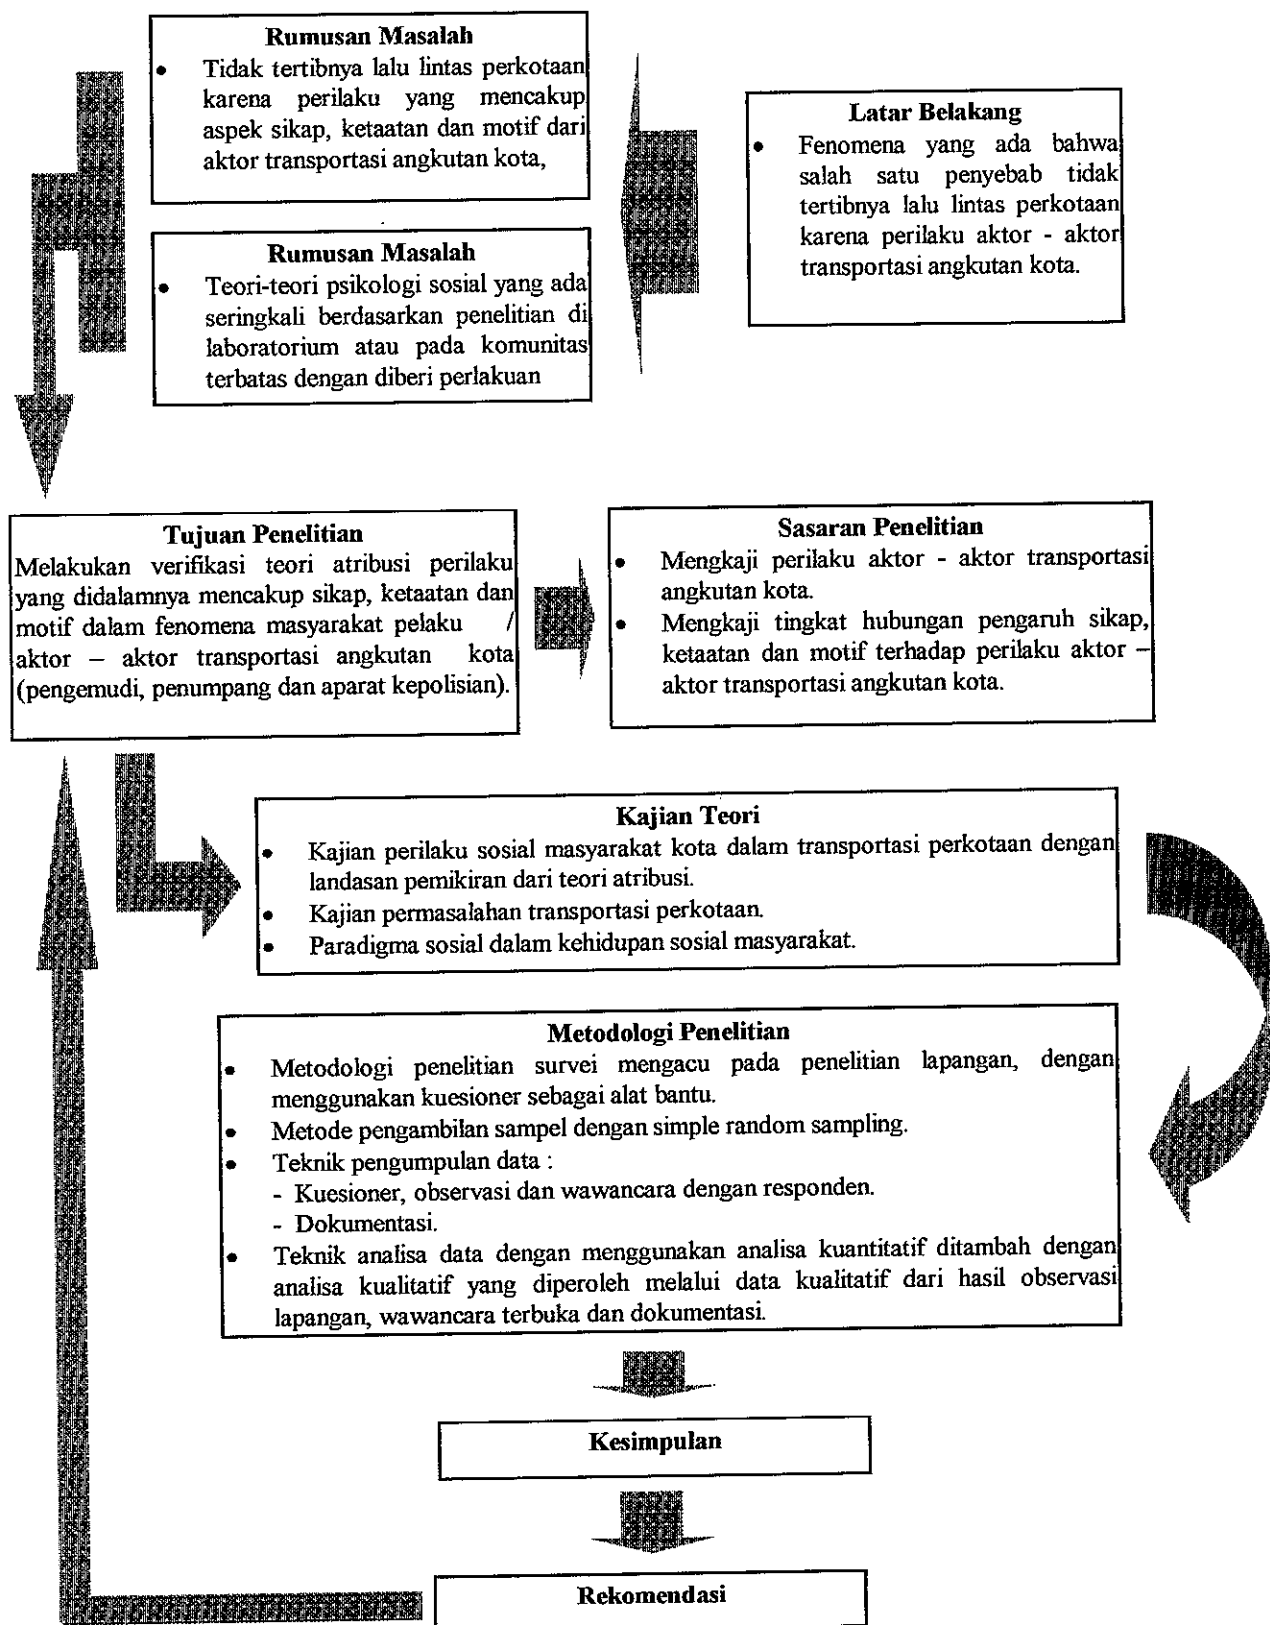 Rumusan Masalah
• Tidak tertibnya lalu lintas perkotaan
karena perilaku yang mencakup
aspek sikap, ketaatan dan motif dari
aktor transportasi angkutan kota,
Latar Belakang
• Fenomena yang ada bahwa
salah satu penyebab tidak
tertibnya lalu lintas perkotaan
karena perilaku aktor - aktor
transportasi angkutan kota.
Rumusan Masalah
• Teori-teori psikologi sosial yang ada
seringkali berdasarkan penelitian di
laboratorium atau pada komunitas
terbatas dengan diberi perlakuan
Tujuan Penelitian
Melakukan verifikasi teori atribusi perilaku
yang didalamnya mencakup sikap, ketaatan dan
motif dalam fenomena masyarakat pelaku /
aktor – aktor transportasi angkutan kota
(pengemudi, penumpang dan aparat kepolisian).
Sasaran Penelitian
• Mengkaji perilaku aktor - aktor transportasi
angkutan kota.
• Mengkaji tingkat hubungan pengaruh sikap,
ketaatan dan motif terhadap perilaku aktor –
aktor transportasi angkutan kota.
Kajian Teori
• Kajian perilaku sosial masyarakat kota dalam transportasi perkotaan dengan
landasan pemikiran dari teori atribusi.
• Kajian permasalahan transportasi perkotaan.
• Paradigma sosial dalam kehidupan sosial masyarakat.
Metodologi Penelitian
• Metodologi penelitian survei mengacu pada penelitian lapangan, dengan
menggunakan kuesioner sebagai alat bantu.
• Metode pengambilan sampel dengan simple random sampling.
• Teknik pengumpulan data :
- Kuesioner, observasi dan wawancara dengan responden.
- Dokumentasi.
• Teknik analisa data dengan menggunakan analisa kuantitatif ditambah dengan
analisa kualitatif yang diperoleh melalui data kualitatif dari hasil observasi
lapangan, wawancara terbuka dan dokumentasi.
Kesimpulan
Rekomendasi